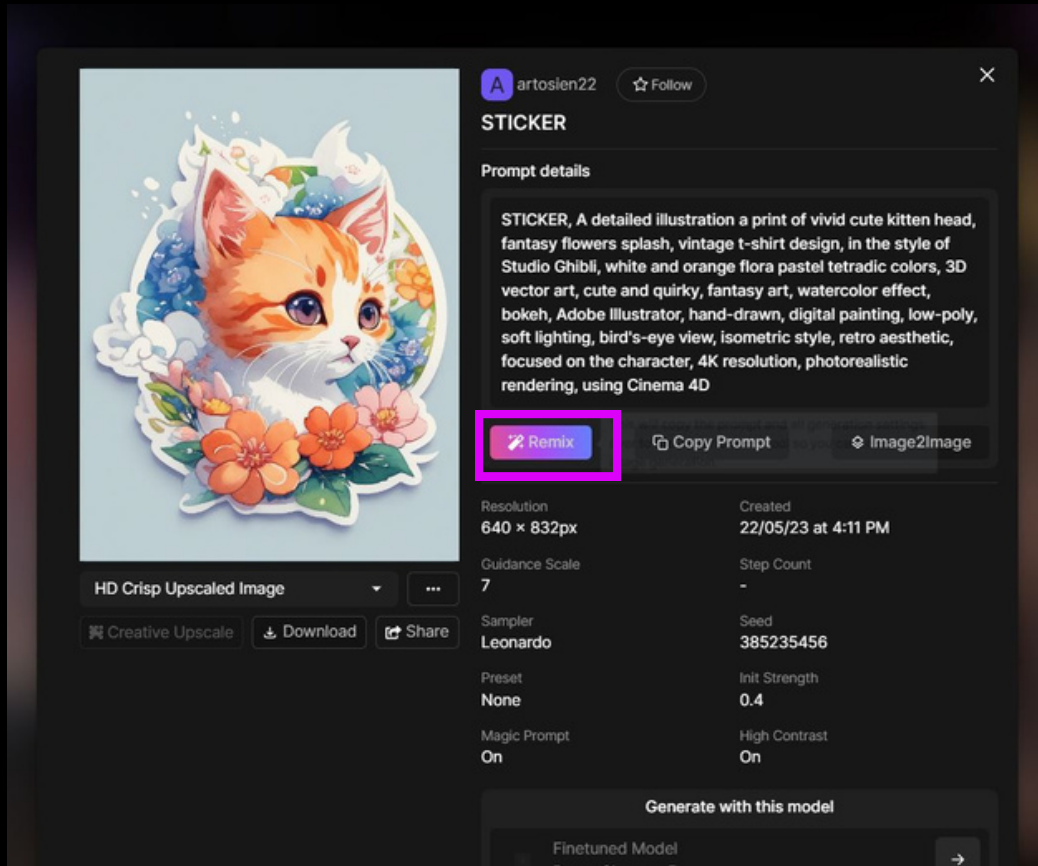 A artosien22 Follow
STICKER
Prompt details
STICKER, A detailed illustration a print of vivid cute kitten head,
fantasy flowers splash, vintage t-shirt design, in the style of
Studio Ghibli, white and orange flora pastel tetradic colors, 3D
vector art, cute and quirky, fantasy art, watercolor effect,
bokeh, Adobe Illustrator, hand-drawn, digital painting, low-poly,
soft lighting, bird's-eye view, isometric style, retro aesthetic,
focused on the character, 4K resolution, photorealistic
rendering, using Cinema 4D
Remix Copy Prompt Image2Image
Resolution Created
640 × 832px 22/05/23 at 4:11 PM
Guidance Scale Step Count
7 -
Sampler Seed
Leonardo 385235456
Preset Init Strength
None 0.4
Magic Prompt High Contrast
On On
Generate with this model
Finetuned Model
HD Crisp Upscaled Image ...
Creative Upscale Download Share